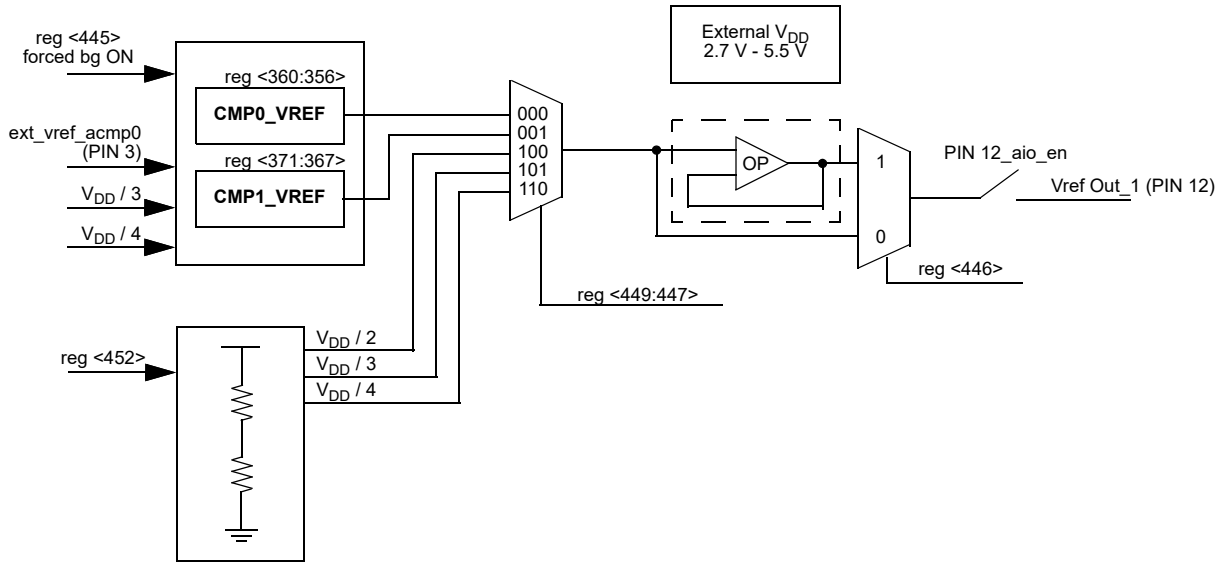 reg <445>
forced bg ON
reg <360:356>
CMP0_VREF
ext_vref_acmp0
(PIN 3)
reg <371:367>
CMP1_VREF
VDD / 3
VDD / 4
000
001
100
101
110
External VDD
2.7 V - 5.5 V
OP
1
0
PIN 12_aio_en
Vref Out_1 (PIN 12)
reg <446>
reg <449:447>
reg <452>
VDD / 2
VDD / 3
VDD / 4